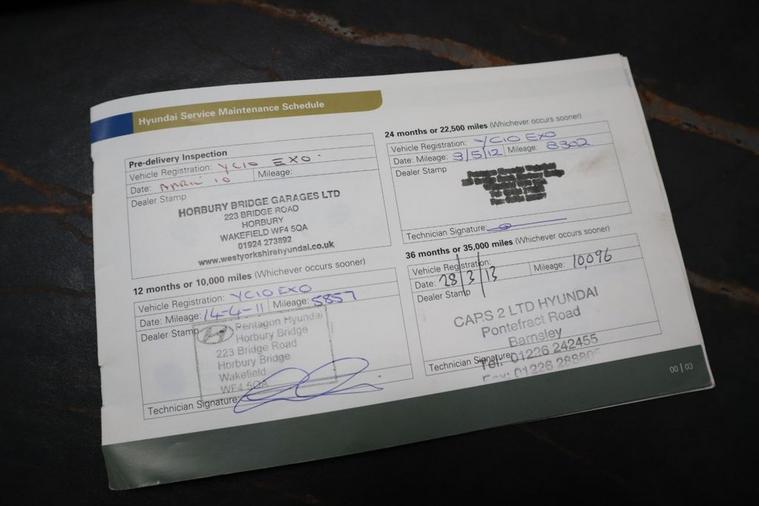 Hyundai Service Maintenance Schedule
Pre-delivery Inspection
Vehicle Registration: YC10 EXO.
Date: APRIL 10 Mileage:
Dealer Stamp
HORBURY BRIDGE GARAGES LTD
223 BRIDGE ROAD
HORBURY
WAKEFIELD WF4 5QA
01924 273892
www.westyorkshirehyundai.co.uk
12 months or 10,000 miles (Whichever occurs sooner)
Vehicle Registration: YC10 EXO
Date: Mileage: 14-4-11 Mileage: 5857
Dealer Stamp
Pentagon Hyundai
Horbury Bridge
223 Bridge Road
Horbury Bridge
Wakefield
WF4 5QA
Technician Signature:
24 months or 22,500 miles (Whichever occurs sooner)
Vehicle Registration: YC10 EXO
Date: Mileage: 3/5/12 Mileage: 8302
Dealer Stamp
Technician Signature:
36 months or 35,000 miles (Whichever occurs sooner)
Vehicle Registration:
Date: 28/3/13 Mileage: 10,096
Dealer Stamp
CAPS 2 LTD HYUNDAI
Pontefract Road
Barnsley
Technician Signature:
Tel: 01226 242455
00 | 03